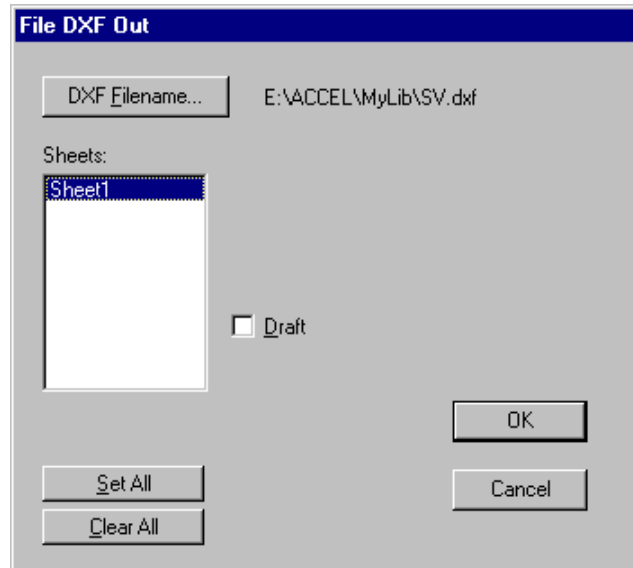 File DXF Out
DXF Filename... E:\ACCEL\MyLib\SV.dxf
Sheets:
Sheet1
Draft
OK
Set All
Cancel
Clear All